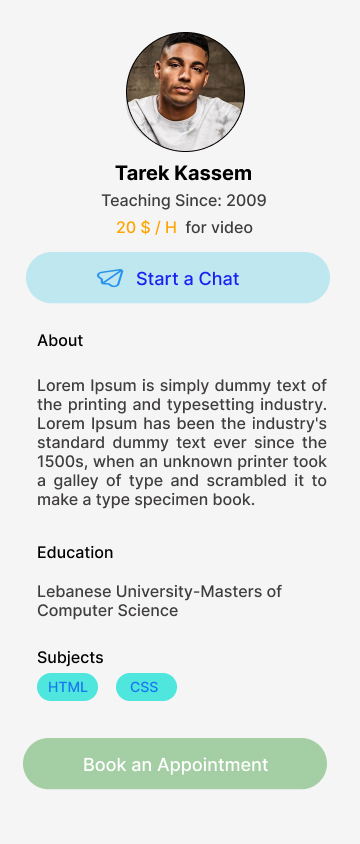 Tarek Kassem
Teaching Since: 2009
20 $ / H for video
Start a Chat
About
Lorem Ipsum is simply dummy text of
the printing and typesetting industry.
Lorem Ipsum has been the industry's
standard dummy text ever since the
1500s, when an unknown printer took
a galley of type and scrambled it to
make a type specimen book.
Education
Lebanese University-Masters of
Computer Science
Subjects
HTML CSS
Book an Appointment